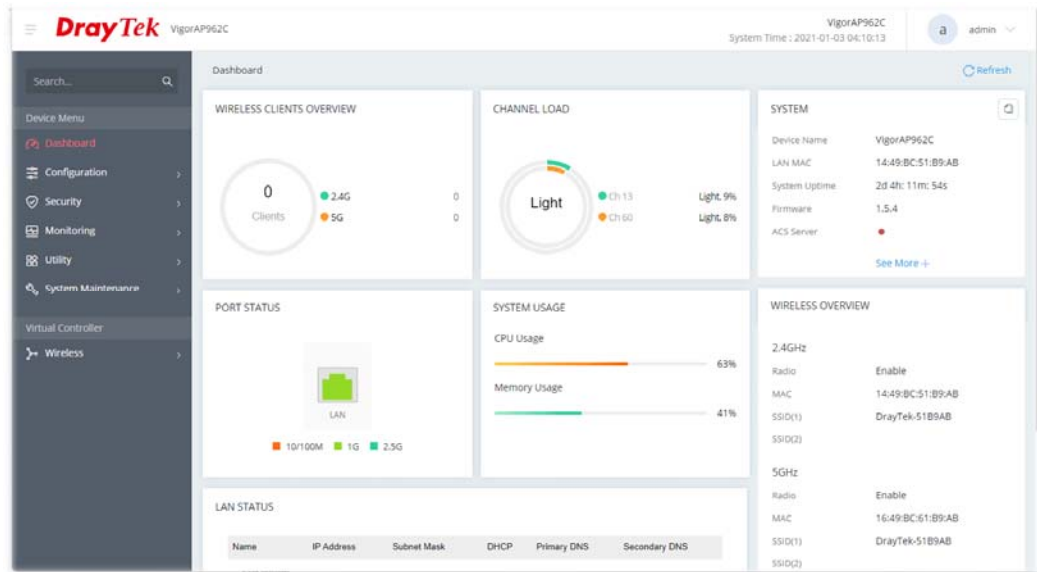 DrayTek VigorAP962C
VigorAP962C
System Time : 2021-01-03 04:10:13
a admin
Search...
Device Menu
Dashboard
Configuration
Security
Monitoring
Utility
System Maintenance
Virtual Controller
Wireless
Dashboard
Refresh
WIRELESS CLIENTS OVERVIEW
0
Clients
2.4G 0
5G 0
CHANNEL LOAD
Light
Ch 13 Light, 9%
Ch 60 Light, 8%
SYSTEM
Device Name VigorAP962C
LAN MAC 14:49:BC:51:B9:AB
System Uptime 2d 4h: 11m: 54s
Firmware 1.5.4
ACS Server
See More +
PORT STATUS
LAN
10/100M 1G 2.5G
SYSTEM USAGE
CPU Usage
63%
Memory Usage
41%
WIRELESS OVERVIEW
2.4GHz
Radio Enable
MAC 14:49:BC:51:B9:AB
SSID(1) DrayTek-51B9AB
SSID(2)
5GHz
Radio Enable
MAC 16:49:BC:61:B9:AB
SSID(1) DrayTek-51B9AB
SSID(2)
LAN STATUS
Name IP Address Subnet Mask DHCP Primary DNS Secondary DNS